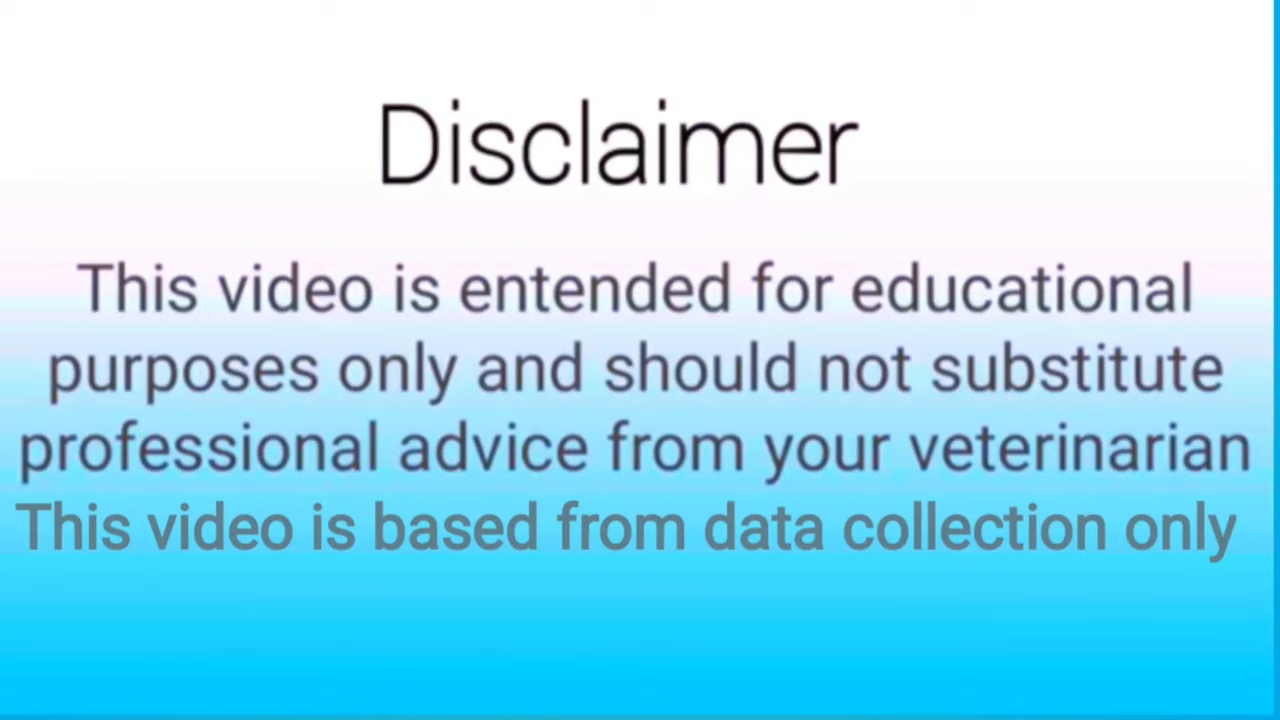 Disclaimer
This video is entended for educational
purposes only and should not substitute
professional advice from your veterinarian
This video is based from data collection only